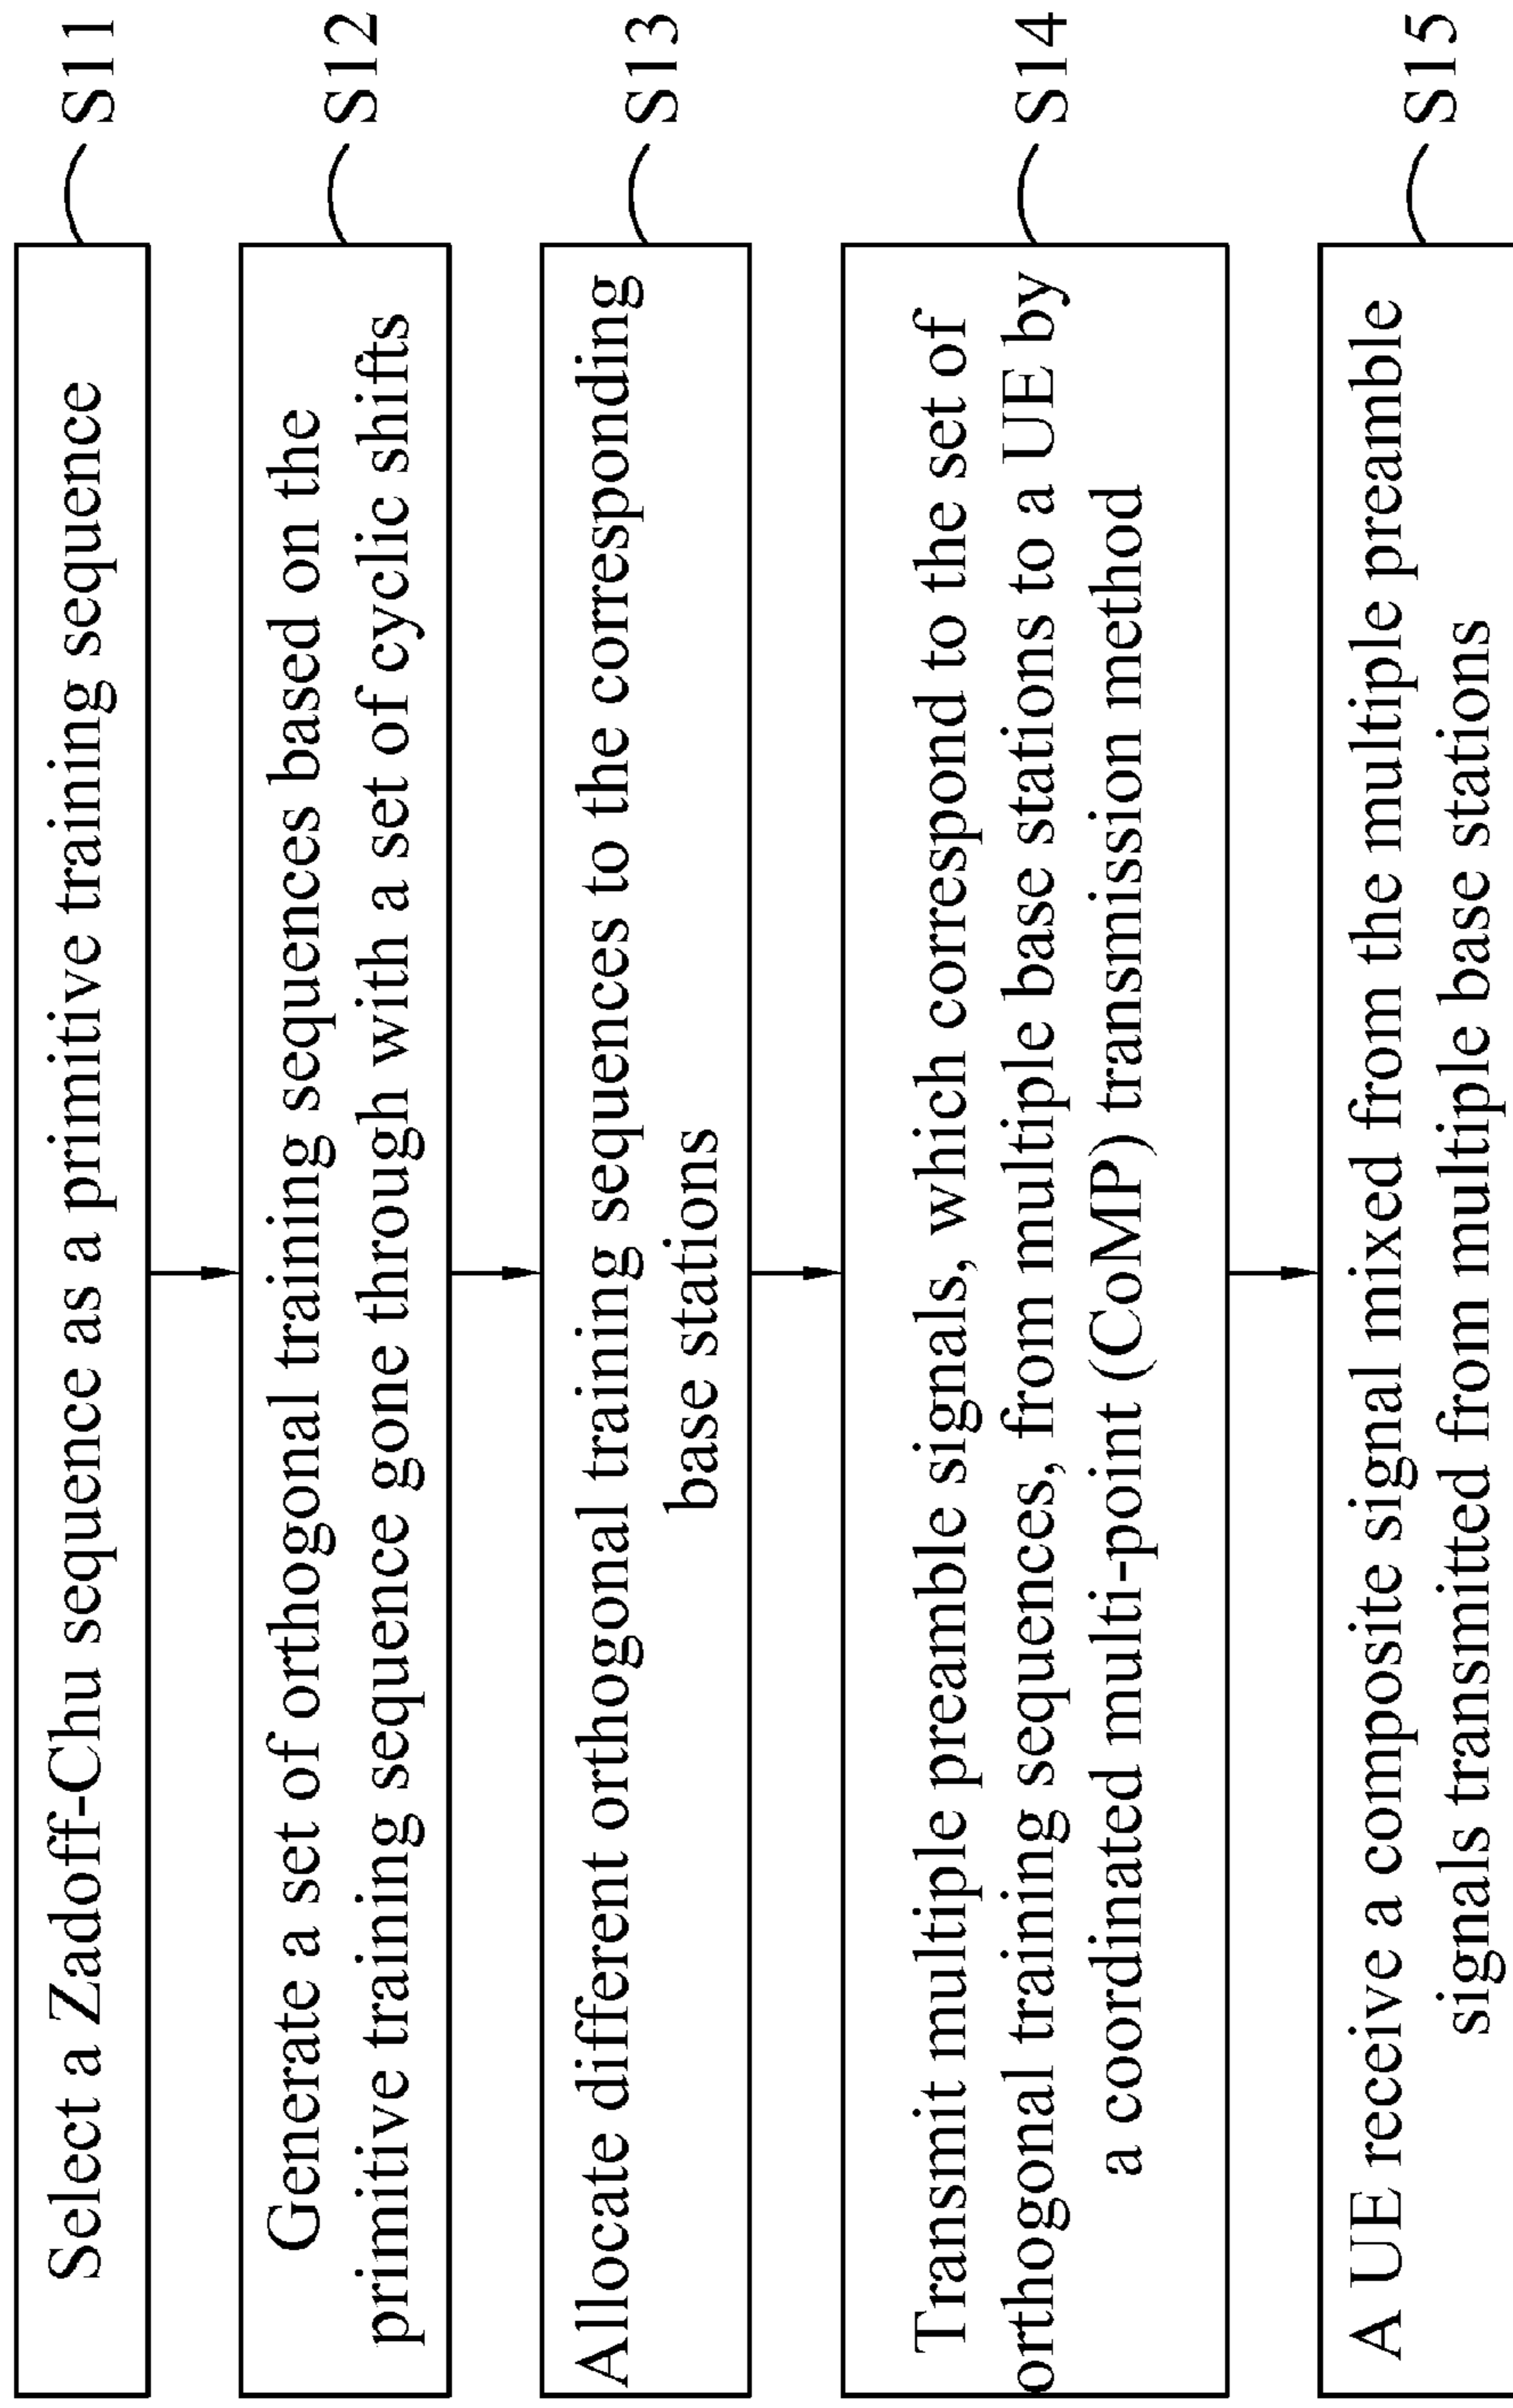 Select a Zadoff-Chu sequence as a primitive training sequence
S11
Generate a set of orthogonal training sequences based on the
primitive training sequence gone through with a set of cyclic shifts
S12
Allocate different orthogonal training sequences to the corresponding
base stations
S13
Transmit multiple preamble signals, which correspond to the set of
orthogonal training sequences, from multiple base stations to a UE by
a coordinated multi-point (CoMP) transmission method
S14
A UE receive a composite signal mixed from the multiple preamble
signals transmitted from multiple base stations
S15